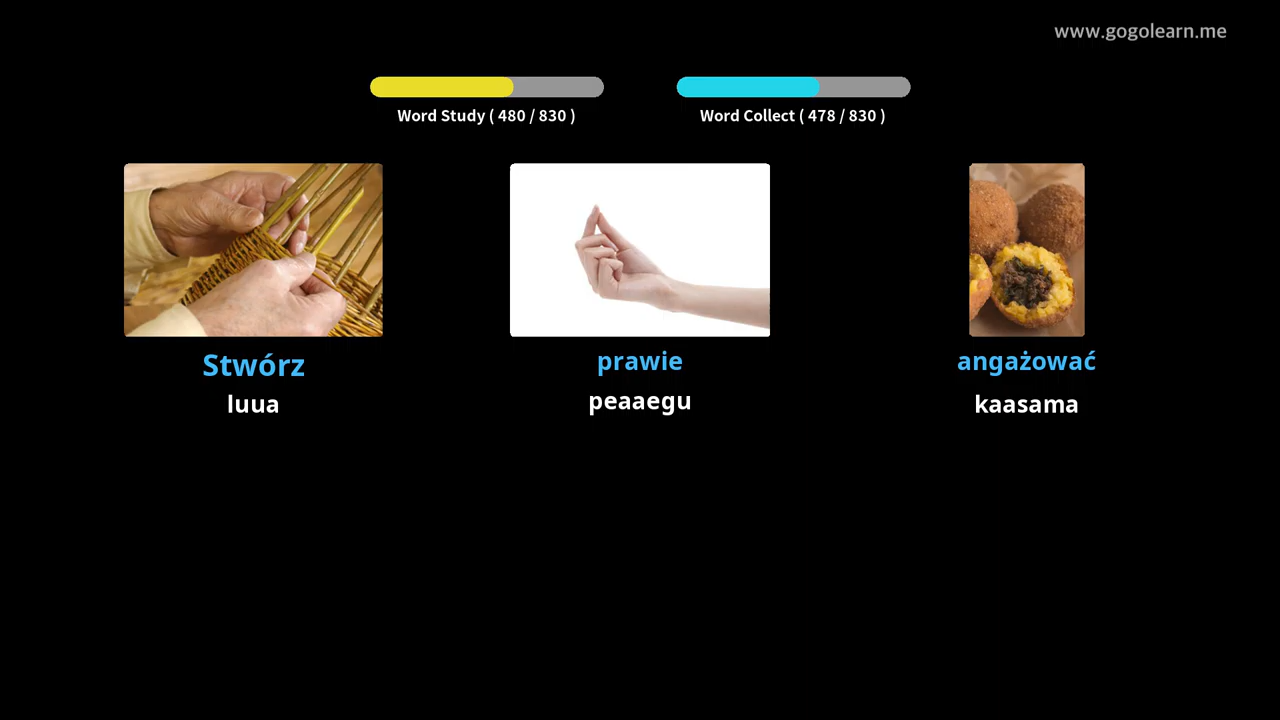 www.gogolearn.me
Word Study ( 480 / 830 )
Word Collect ( 478 / 830 )
Stwórz
luua
prawie
peaaegu
angażować
kaasama